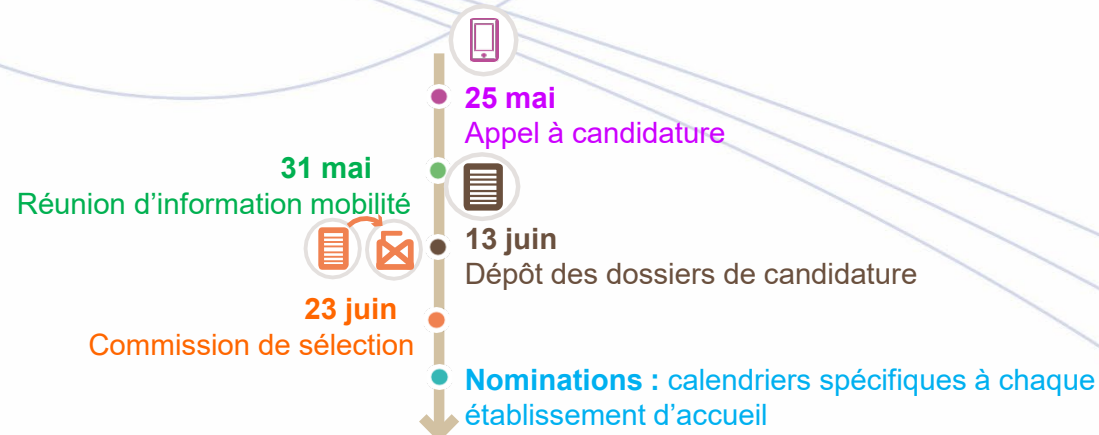 25 mai
Appel à candidature
31 mai
Réunion d’information mobilité
13 juin
Dépôt des dossiers de candidature
23 juin
Commission de sélection
Nominations : calendriers spécifiques à chaque
établissement d’accueil